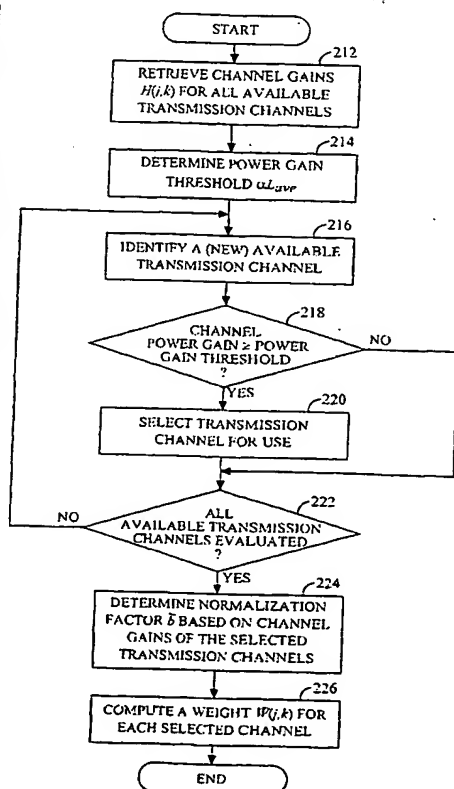 START
212
RETRIEVE CHANNEL GAINS
H(j,k) FOR ALL AVAILABLE
TRANSMISSION CHANNELS
214
DETERMINE POWER GAIN
THRESHOLD αL_ave
216
IDENTIFY A (NEW) AVAILABLE
TRANSMISSION CHANNEL
218
CHANNEL
POWER GAIN ≥ POWER
GAIN THRESHOLD
?
NO
YES
220
SELECT TRANSMISSION
CHANNEL FOR USE
222
ALL
AVAILABLE TRANSMISSION
CHANNELS EVALUATED
?
NO
YES
224
DETERMINE NORMALIZATION
FACTOR b̃ BASED ON CHANNEL
GAINS OF THE SELECTED
TRANSMISSION CHANNELS
226
COMPUTE A WEIGHT W(j,k) FOR
EACH SELECTED CHANNEL
END